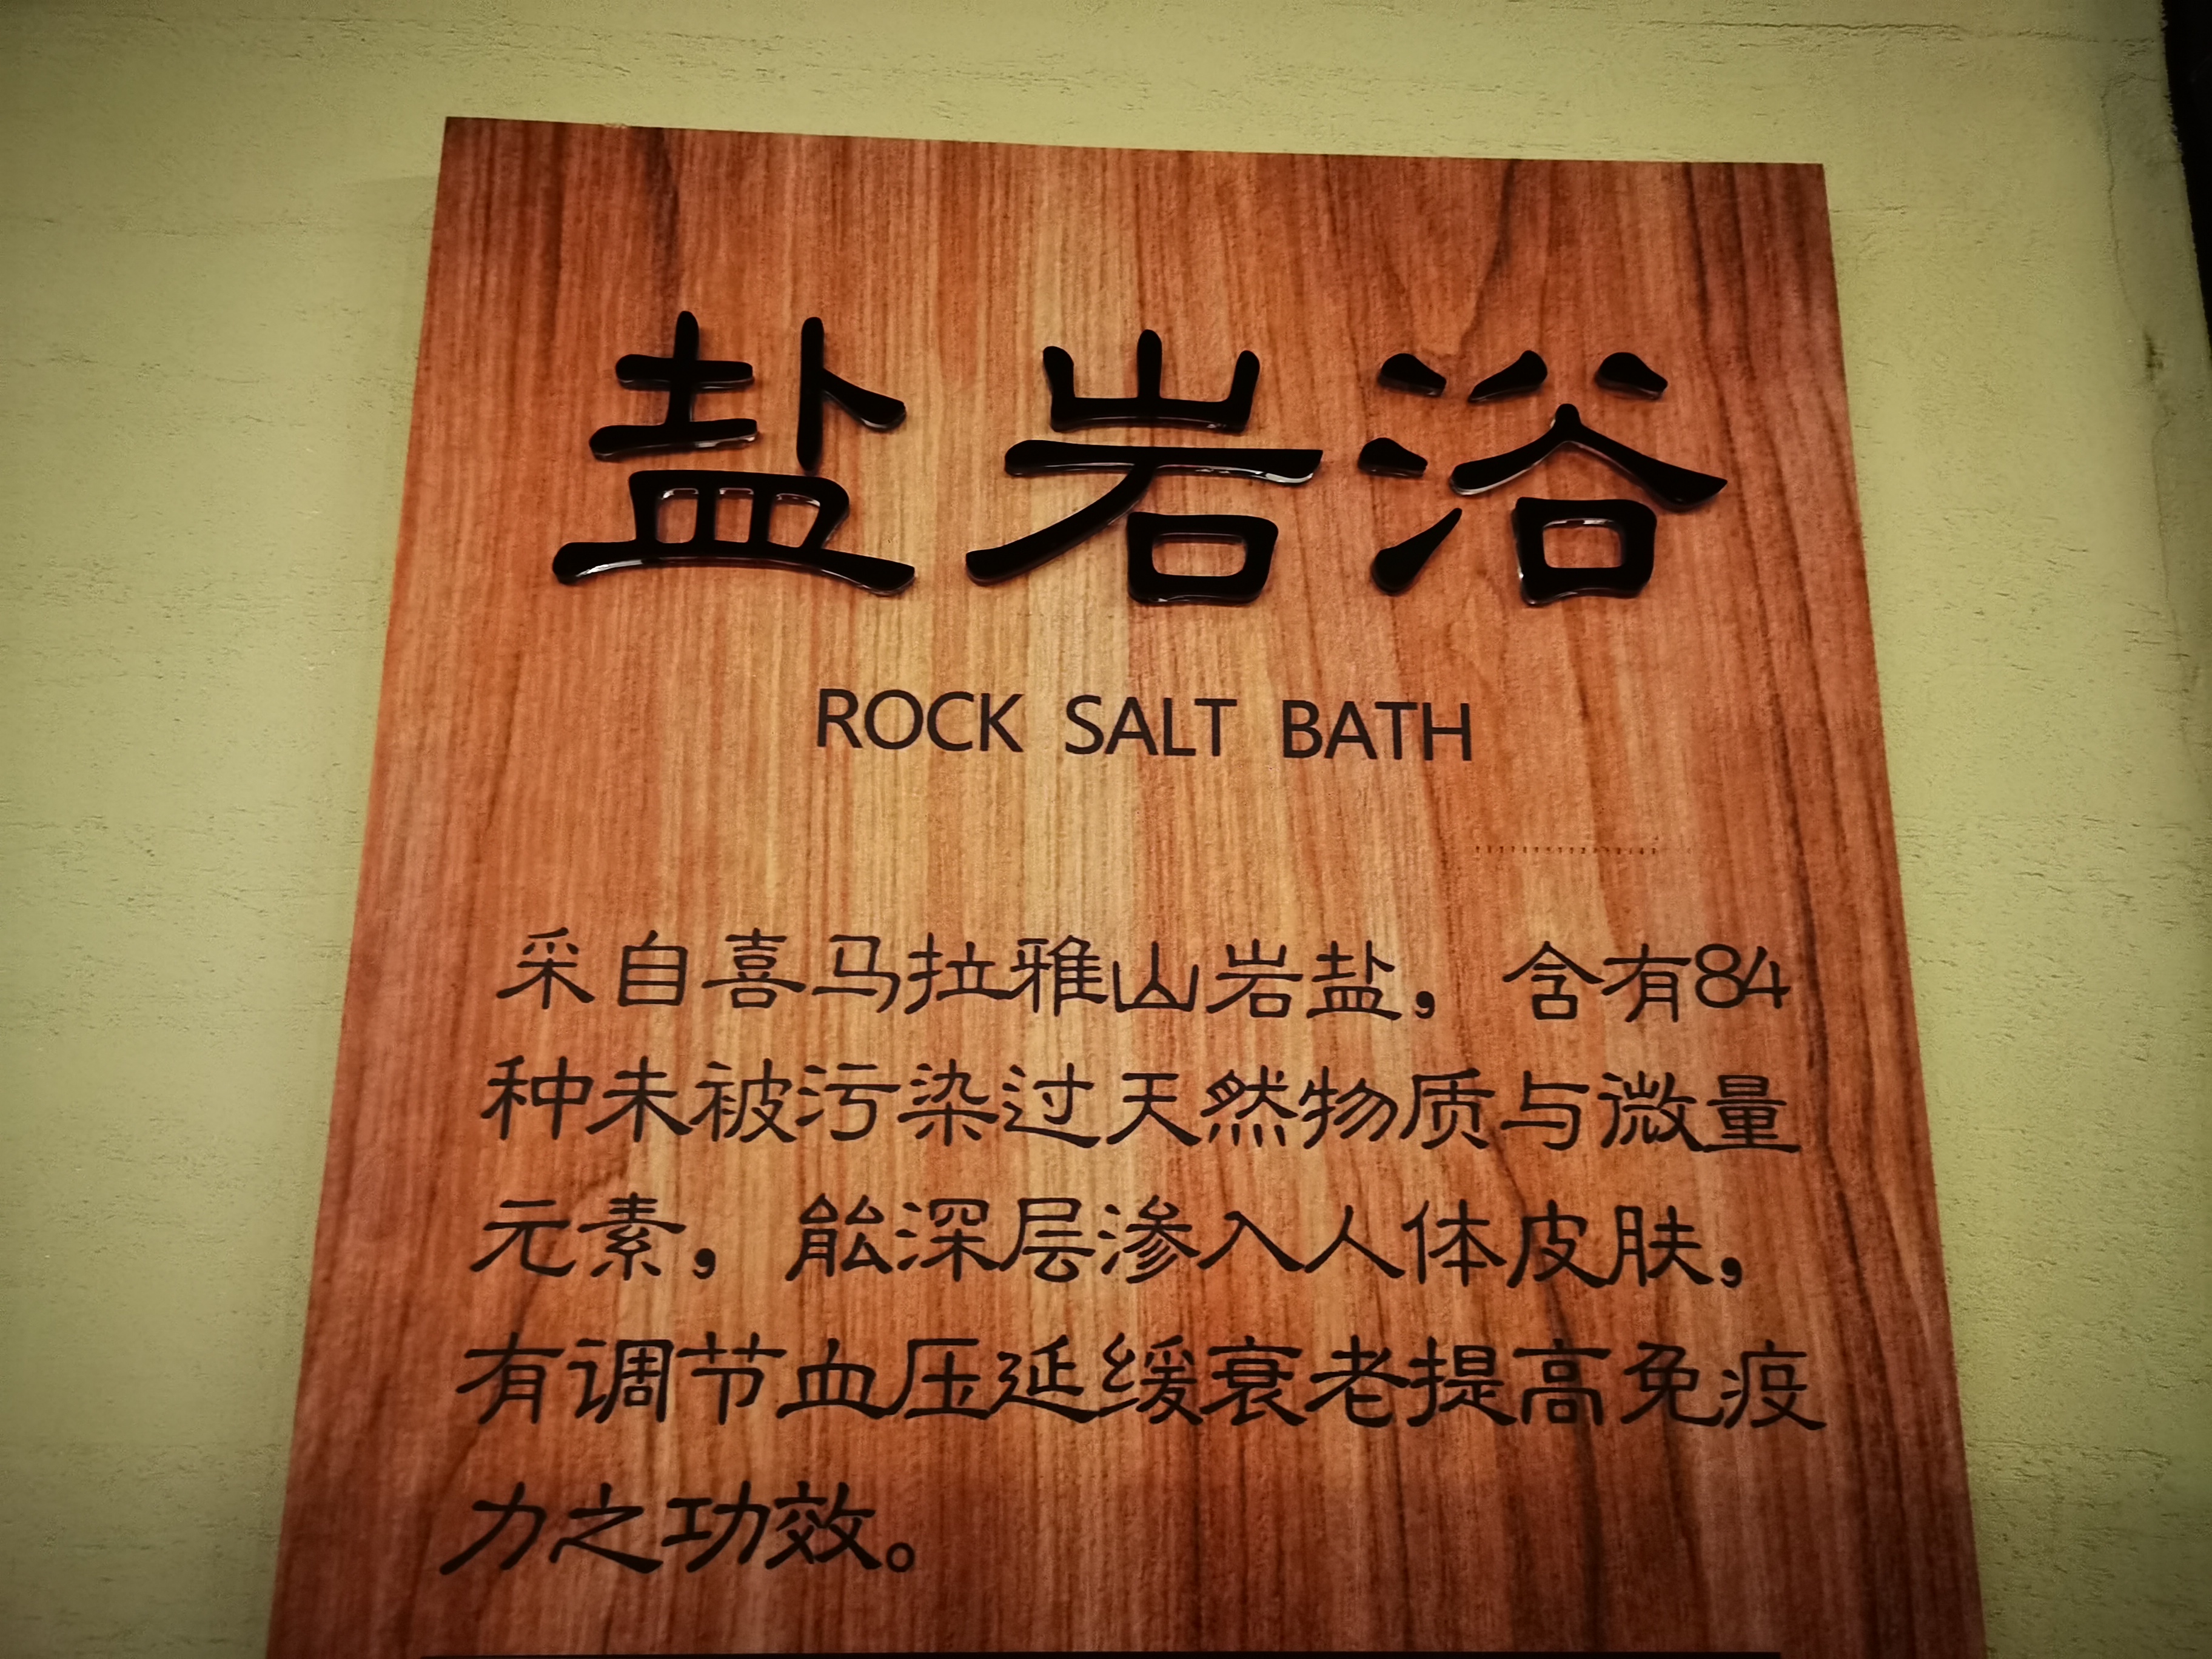 盐岩浴
ROCK SALT BATH
采自喜马拉雅山岩盐，含有84
种未被污染过天然物质与微量
元素，能深层渗入人体皮肤，
有调节血压延缓衰老提高免疫
力之功效。